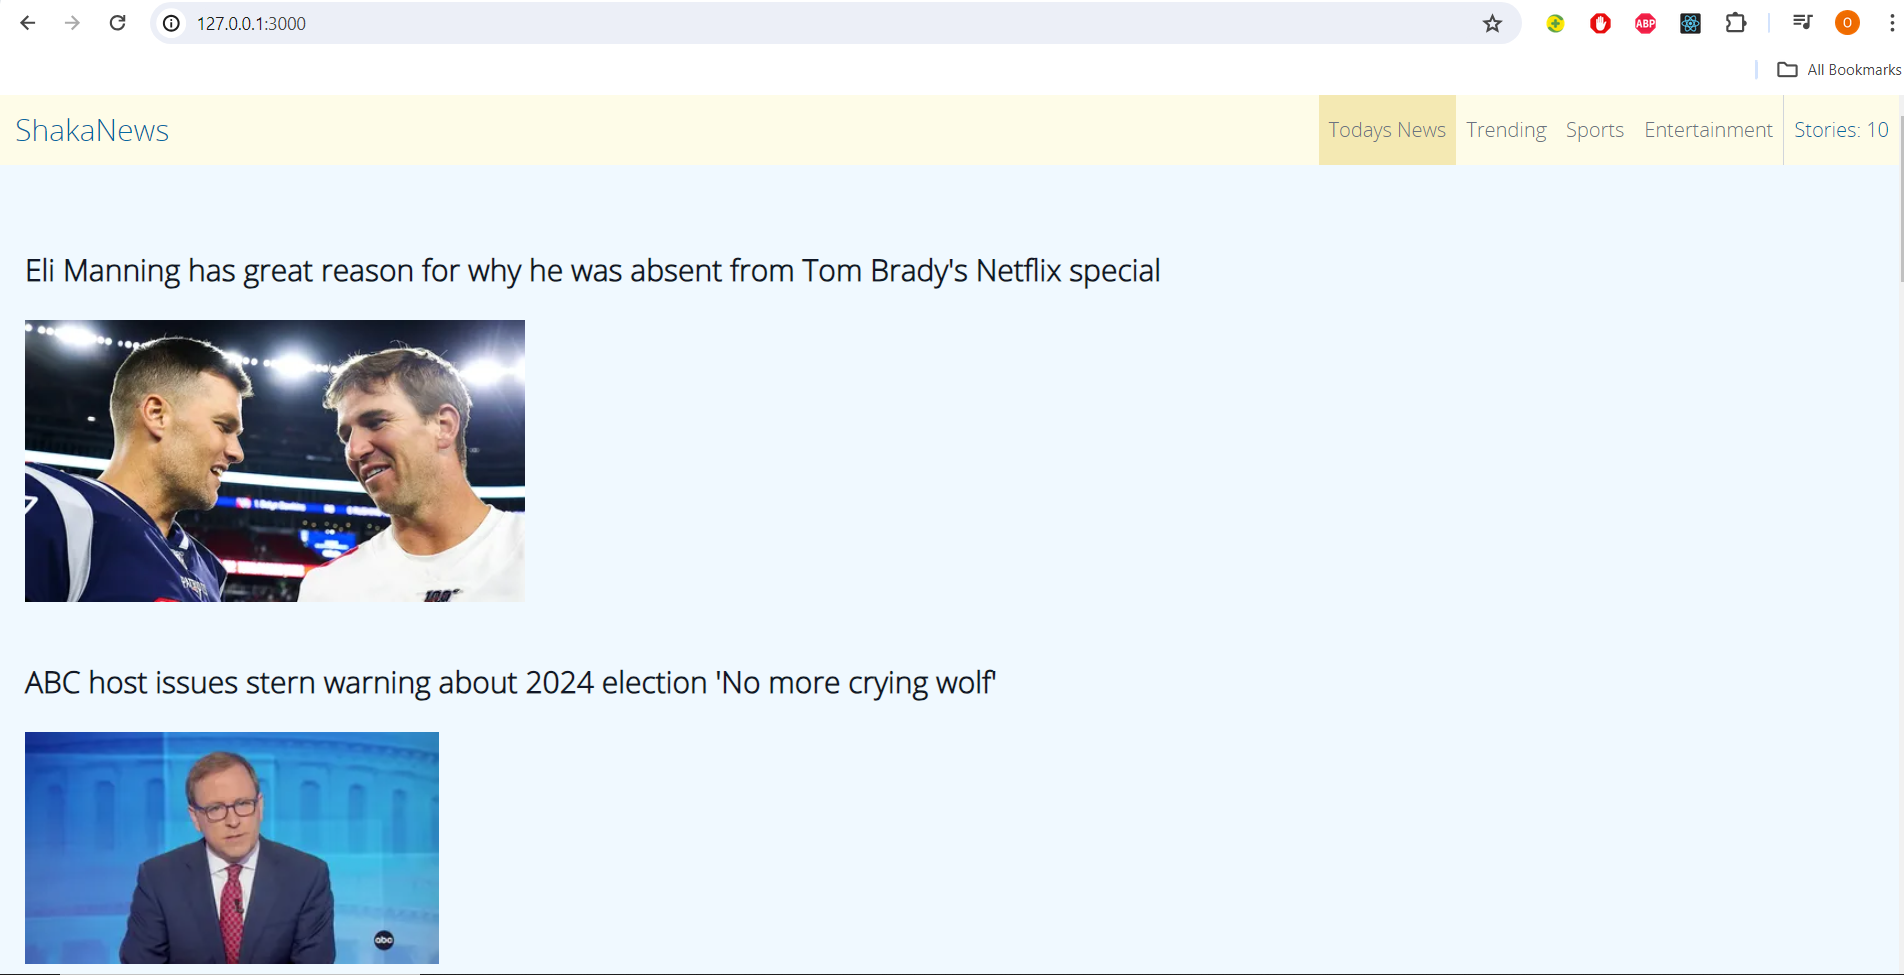 127.0.0.1:3000
ABP
O
All Bookmarks
ShakaNews
Todays News
Trending
Sports
Entertainment
Stories: 10
Eli Manning has great reason for why he was absent from Tom Brady's Netflix special
ABC host issues stern warning about 2024 election 'No more crying wolf'
abc